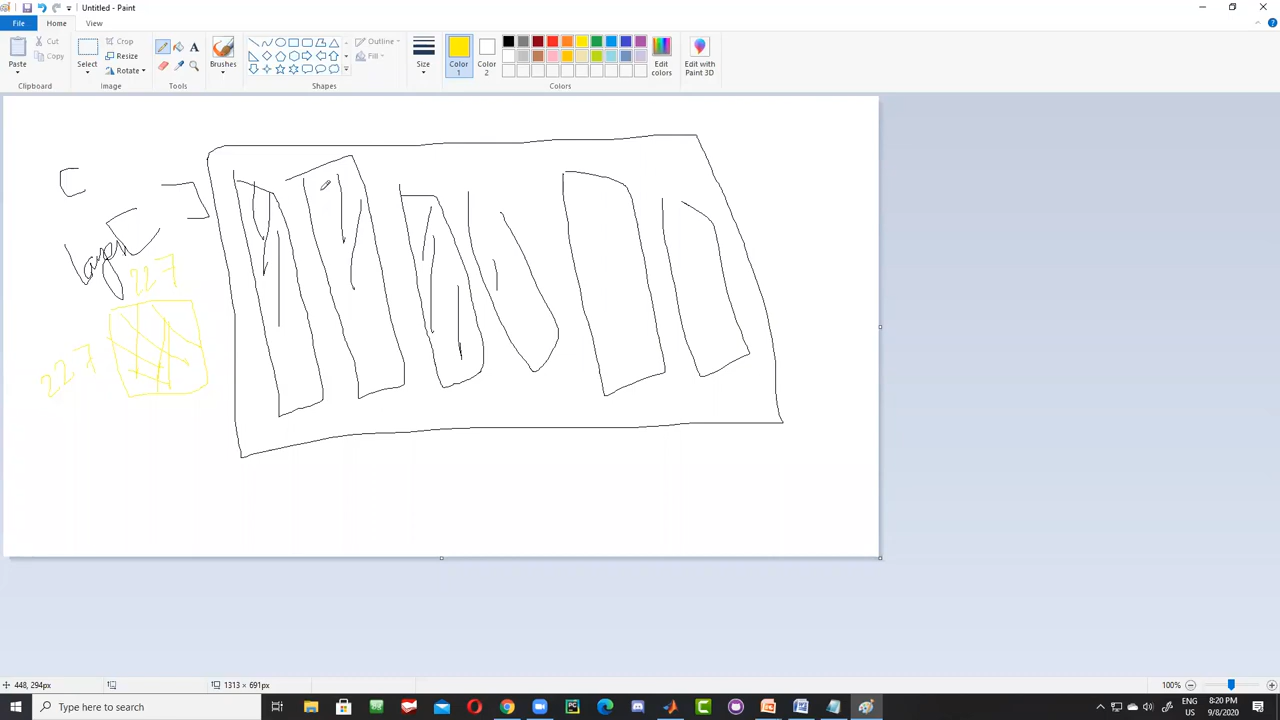 Untitled - Paint
File
Home
View
Paste
Cut
Copy
Clipboard
Select
Crop
Resize
Rotate
Image
Tools
Brushes
Shapes
Outline
Fill
Size
Color
1
Color
2
Edit
colors
Colors
Edit with
Paint 3D
layer
227
227
448, 294px
1313 × 691px
100%
Type here to search
ENG
US
8:20 PM
9/8/2020